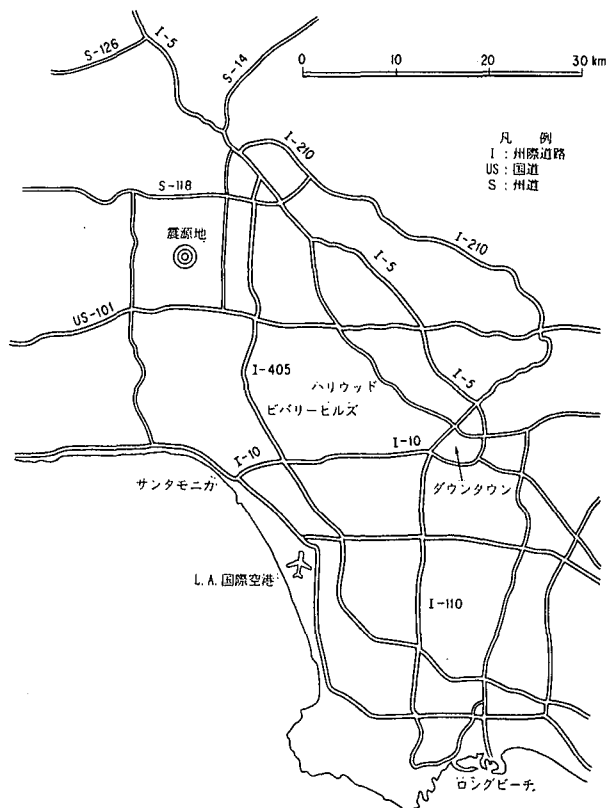 I-5
S-126
S-14
0 10 20 30 km
凡 例
I : 州際道路
US : 国道
S : 州道
I-210
S-118
震源地
I-210
I-5
US-101
I-405
ハリウッド
I-5
ビバリーヒルズ
I-10
I-10
サンタモニカ
ダウンタウン
L.A.国際空港
I-110
ロングビーチ